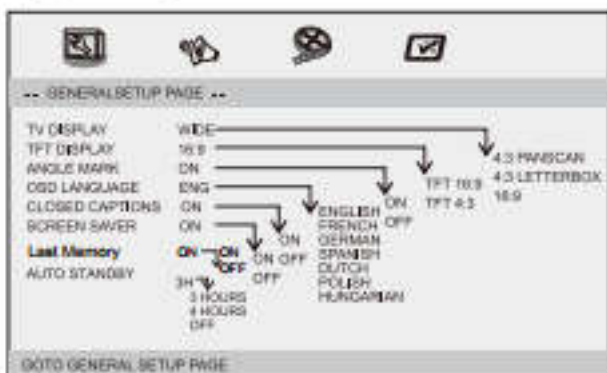 -- GENERAL SETUP PAGE --
TV DISPLAY WIDE
TFT DISPLAY 16:9
ANGLE MARK ON
OSD LANGUAGE ENG
CLOSED CAPTIONS ON
SCREEN SAVER ON
Last Memory ON
AUTO STANDBY 3H
4:3 PANSCAN
4:3 LETTERBOX
16:9
TFT 16:9
TFT 4:3
ON
OFF
ENGLISH
FRENCH
GERMAN
SPANISH
DUTCH
POLISH
HUNGARIAN
ON
OFF
ON
OFF
ON
OFF
3 HOURS
4 HOURS
OFF
GOTO GENERAL SETUP PAGE